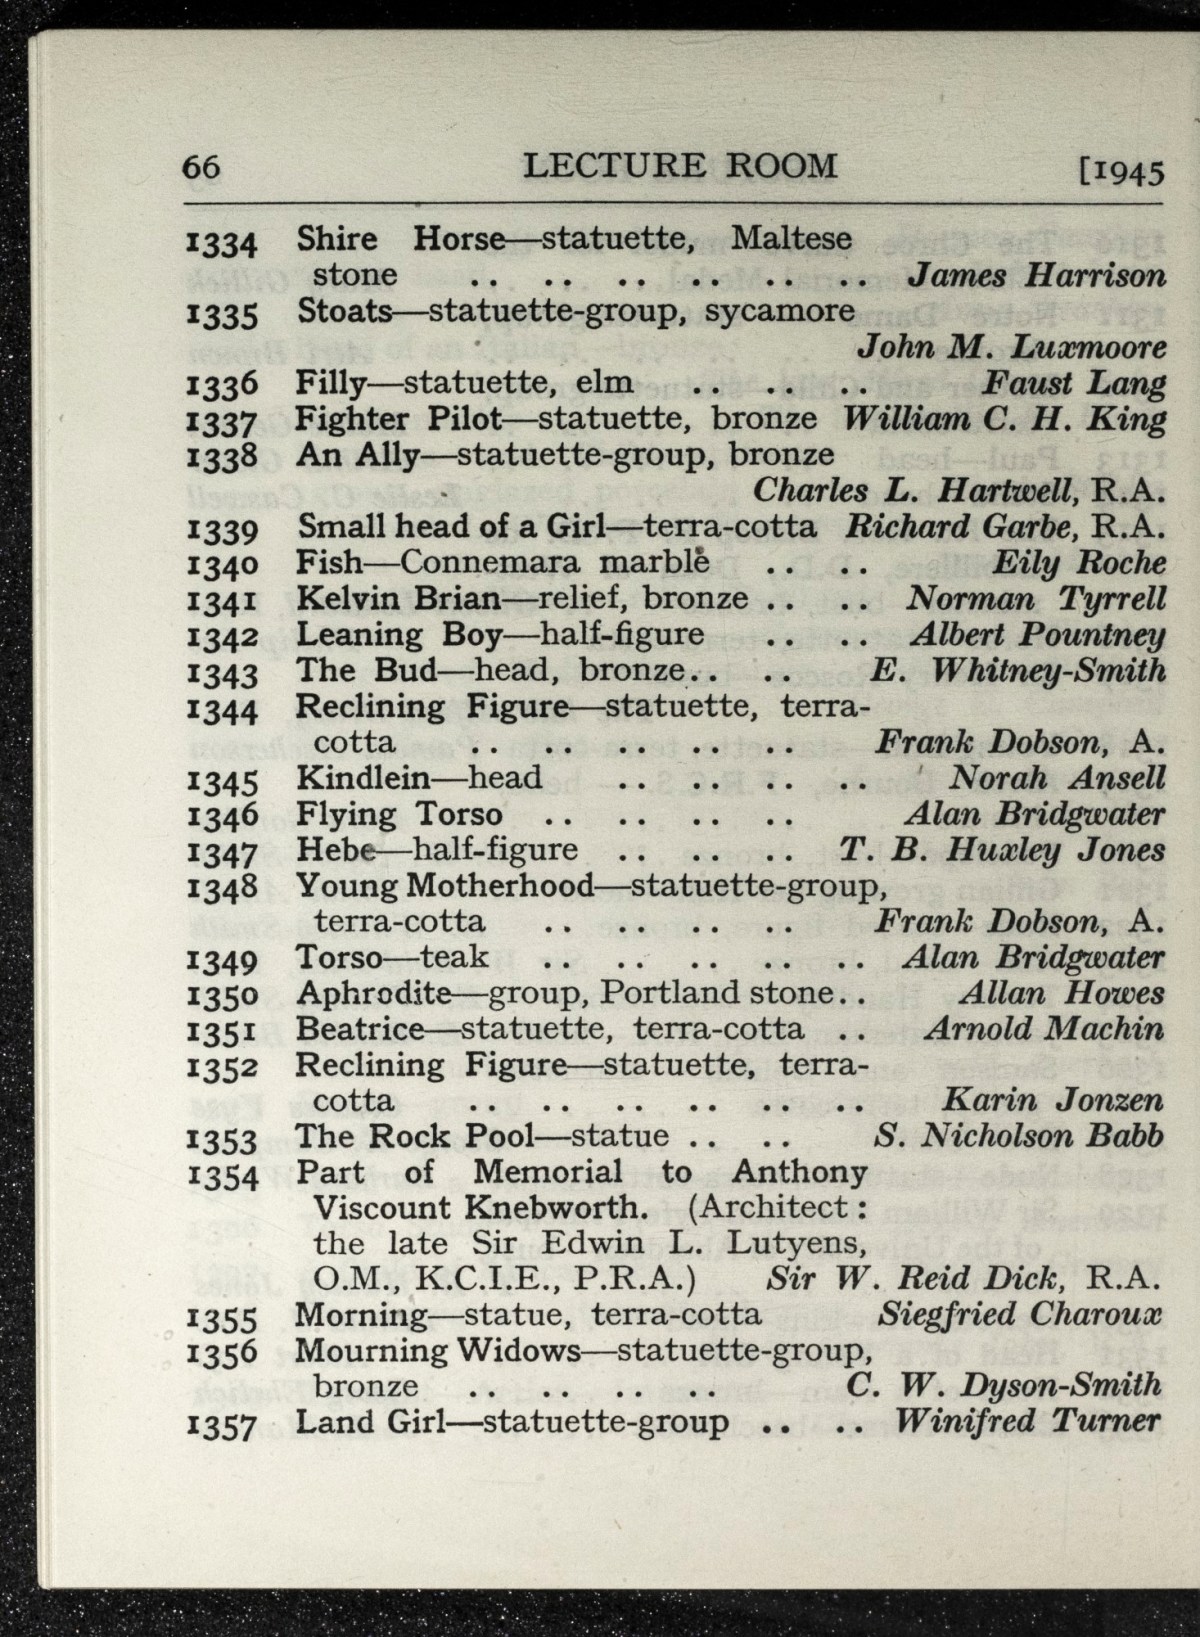 66 LECTURE ROOM [1945
1334 Shire Horse—statuette, Maltese
stone .. .. .. .. .. .. James Harrison
1335 Stoats—statuette-group, sycamore
John M. Luxmoore
1336 Filly—statuette, elm .. .. .. Faust Lang
1337 Fighter Pilot—statuette, bronze William C. H. King
1338 An Ally—statuette-group, bronze
Charles L. Hartwell, R.A.
1339 Small head of a Girl—terra-cotta Richard Garbe, R.A.
1340 Fish—Connemara marble .. .. Eily Roche
1341 Kelvin Brian—relief, bronze .. .. Norman Tyrrell
1342 Leaning Boy—half-figure .. .. Albert Pountney
1343 The Bud—head, bronze.. .. E. Whitney-Smith
1344 Reclining Figure—statuette, terra-
cotta .. .. .. .. .. Frank Dobson, A.
1345 Kindlein—head .. .. .. .. Norah Ansell
1346 Flying Torso .. .. .. .. Alan Bridgwater
1347 Hebe—half-figure .. .. .. T. B. Huxley Jones
1348 Young Motherhood—statuette-group,
terra-cotta .. .. .. .. Frank Dobson, A.
1349 Torso—teak .. .. .. .. .. Alan Bridgwater
1350 Aphrodite—group, Portland stone.. Allan Howes
1351 Beatrice—statuette, terra-cotta .. Arnold Machin
1352 Reclining Figure—statuette, terra-
cotta .. .. .. .. .. .. Karin Jonzen
1353 The Rock Pool—statue .. .. S. Nicholson Babb
1354 Part of Memorial to Anthony
Viscount Knebworth. (Architect :
the late Sir Edwin L. Lutyens,
O.M., K.C.I.E., P.R.A.) Sir W. Reid Dick, R.A.
1355 Morning—statue, terra-cotta Siegfried Charoux
1356 Mourning Widows—statuette-group,
bronze .. .. .. .. C. W. Dyson-Smith
1357 Land Girl—statuette-group .. .. Winifred Turner